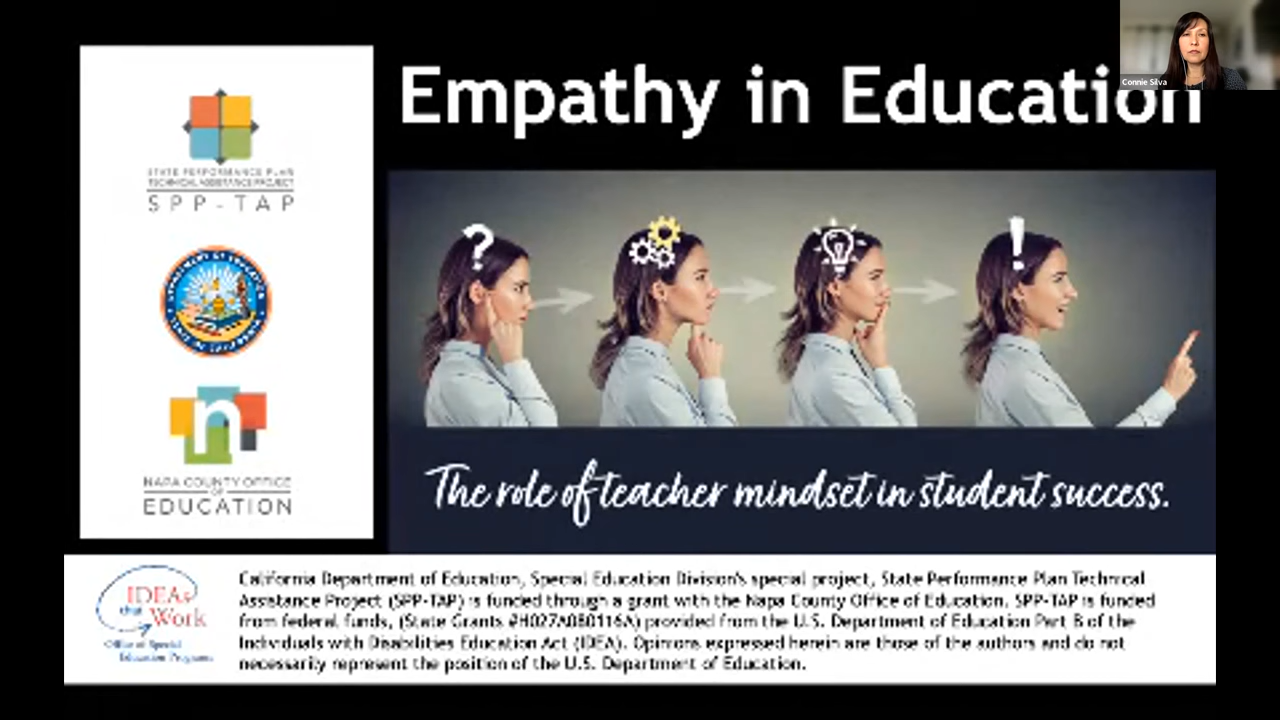 Empathy in Education
Connie Silva
STATE PERFORMANCE PLAN
TECHNICAL ASSISTANCE PROJECT
SPP-TAP
?
!
NAPA COUNTY OFFICE
OF
EDUCATION
The role of teacher mindset in student success.
IDEAs
that
Work
Office of Special
Education Programs
California Department of Education, Special Education Division's special project, State Performance Plan Technical
Assistance Project (SPP-TAP) is funded through a grant with the Napa County Office of Education. SPP-TAP is funded
from federal funds, (State Grants #H027A080116A) provided from the U.S. Department of Education Part B of the
Individuals with Disabilities Education Act (IDEA). Opinions expressed herein are those of the authors and do not
necessarily represent the position of the U.S. Department of Education.